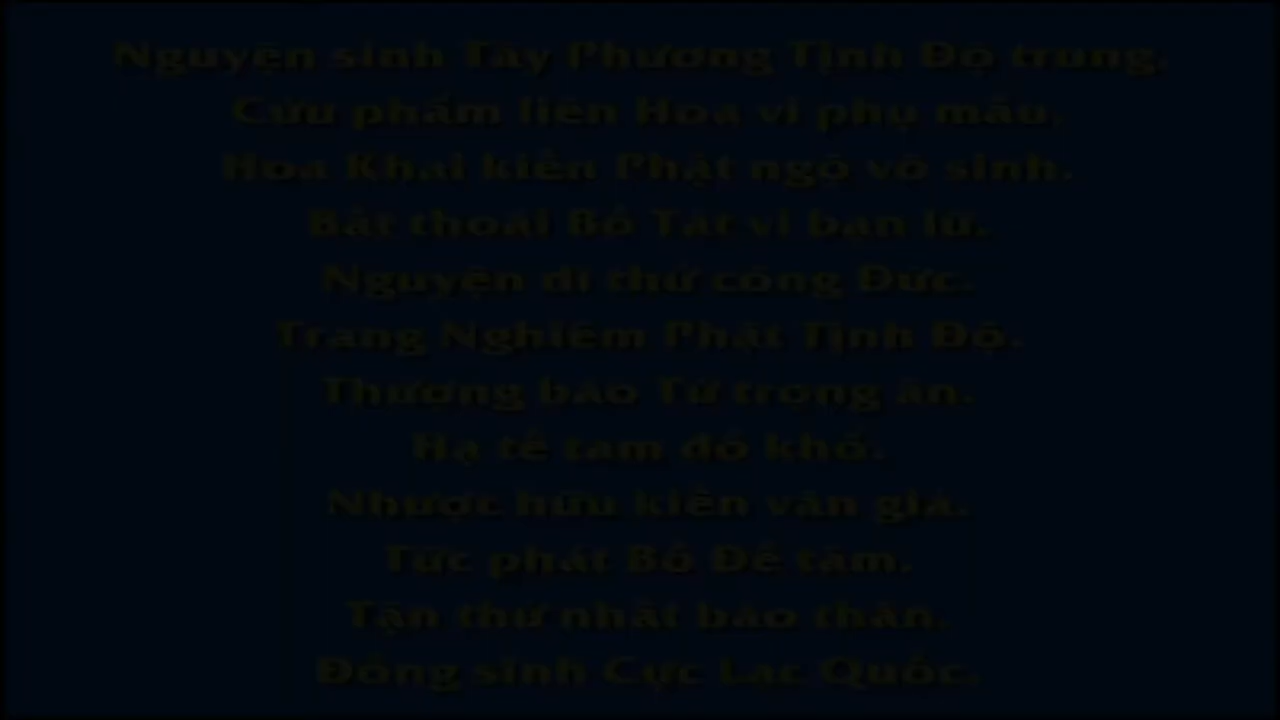 Nguyện sinh Tây Phương Tịnh Độ trung.
Cửu phẩm liên Hoa vi phụ mẫu.
Hoa Khai kiến Phật ngộ vô sinh.
Bất thoái Bồ Tát vi bạn lữ.
Nguyện dĩ thử công Đức.
Trang Nghiêm Phật Tịnh Độ.
Thượng báo Tứ trọng ân.
Hạ tế tam đồ khổ.
Nhược hữu kiến văn giả.
Tức phát Bồ Đề tâm.
Tận thử nhất báo thân.
Đồng sinh Cực Lạc Quốc.